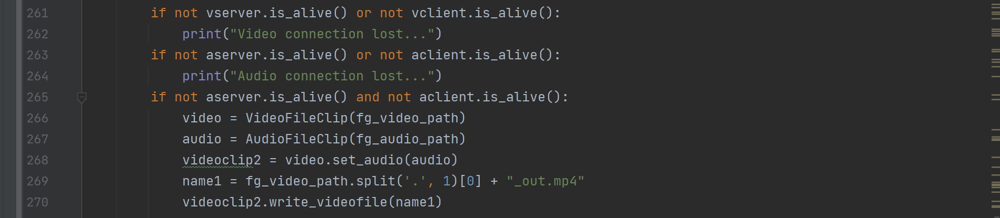 261 if not vserver.is_alive() or not vclient.is_alive():
262 print("Video connection lost...")
263 if not aserver.is_alive() or not aclient.is_alive():
264 print("Audio connection lost...")
265 if not aserver.is_alive() and not aclient.is_alive():
266 video = VideoFileClip(fg_video_path)
267 audio = AudioFileClip(fg_audio_path)
268 videoclip2 = video.set_audio(audio)
269 name1 = fg_video_path.split('.', 1)[0] + "_out.mp4"
270 videoclip2.write_videofile(name1)